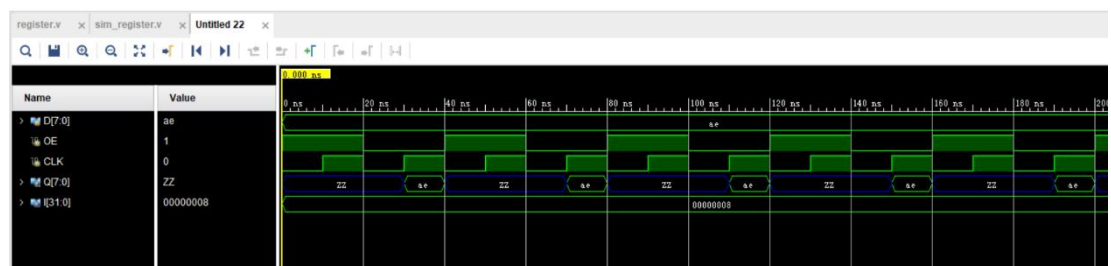 register.v × sim_register.v × Untitled 22 ×
0.000 ns
Name Value 0 ns 20 ns 40 ns 60 ns 80 ns 100 ns 120 ns 140 ns 160 ns 180 ns 200
> D[7:0] ae ae
OE 1
CLK 0
> Q[7:0] ZZ ZZ ae ZZ ae ZZ ae ZZ ae ZZ ae
> I[31:0] 00000008 00000008